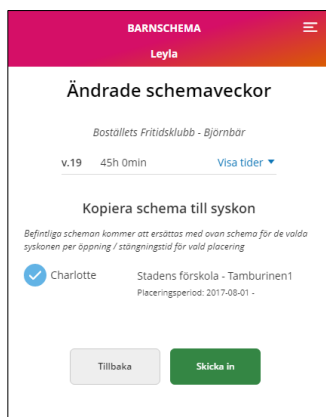 BARNSCHEMA
Leyla
Ändrade schemaveckor
Boställets Fritidsklubb - Björnbär
v.19 45h 0min Visa tider
Kopiera schema till syskon
Befintliga scheman kommer att ersättas med ovan schema för de valda
syskonen per öppning / stängningstid för vald placering
Charlotte Stadens förskola - Tamburinen1
Placeringsperiod: 2017-08-01 -
Tillbaka Skicka in